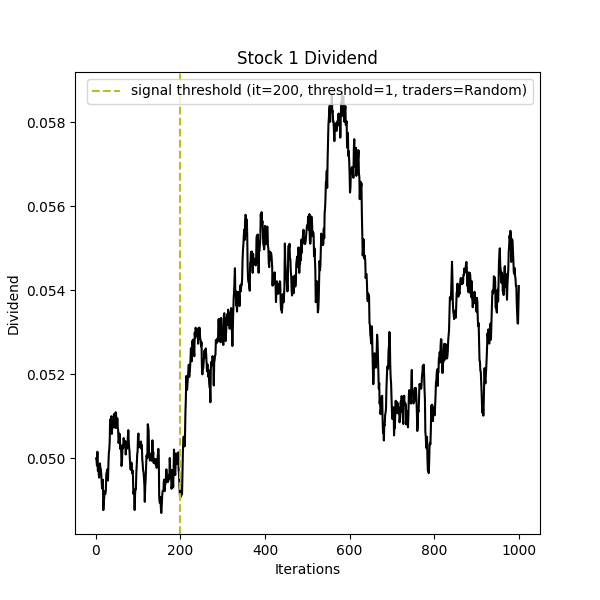 Stock 1 Dividend
signal threshold (it=200, threshold=1, traders=Random)
0.058
0.056
0.054
0.052
0.050
Dividend
0 200 400 600 800 1000
Iterations